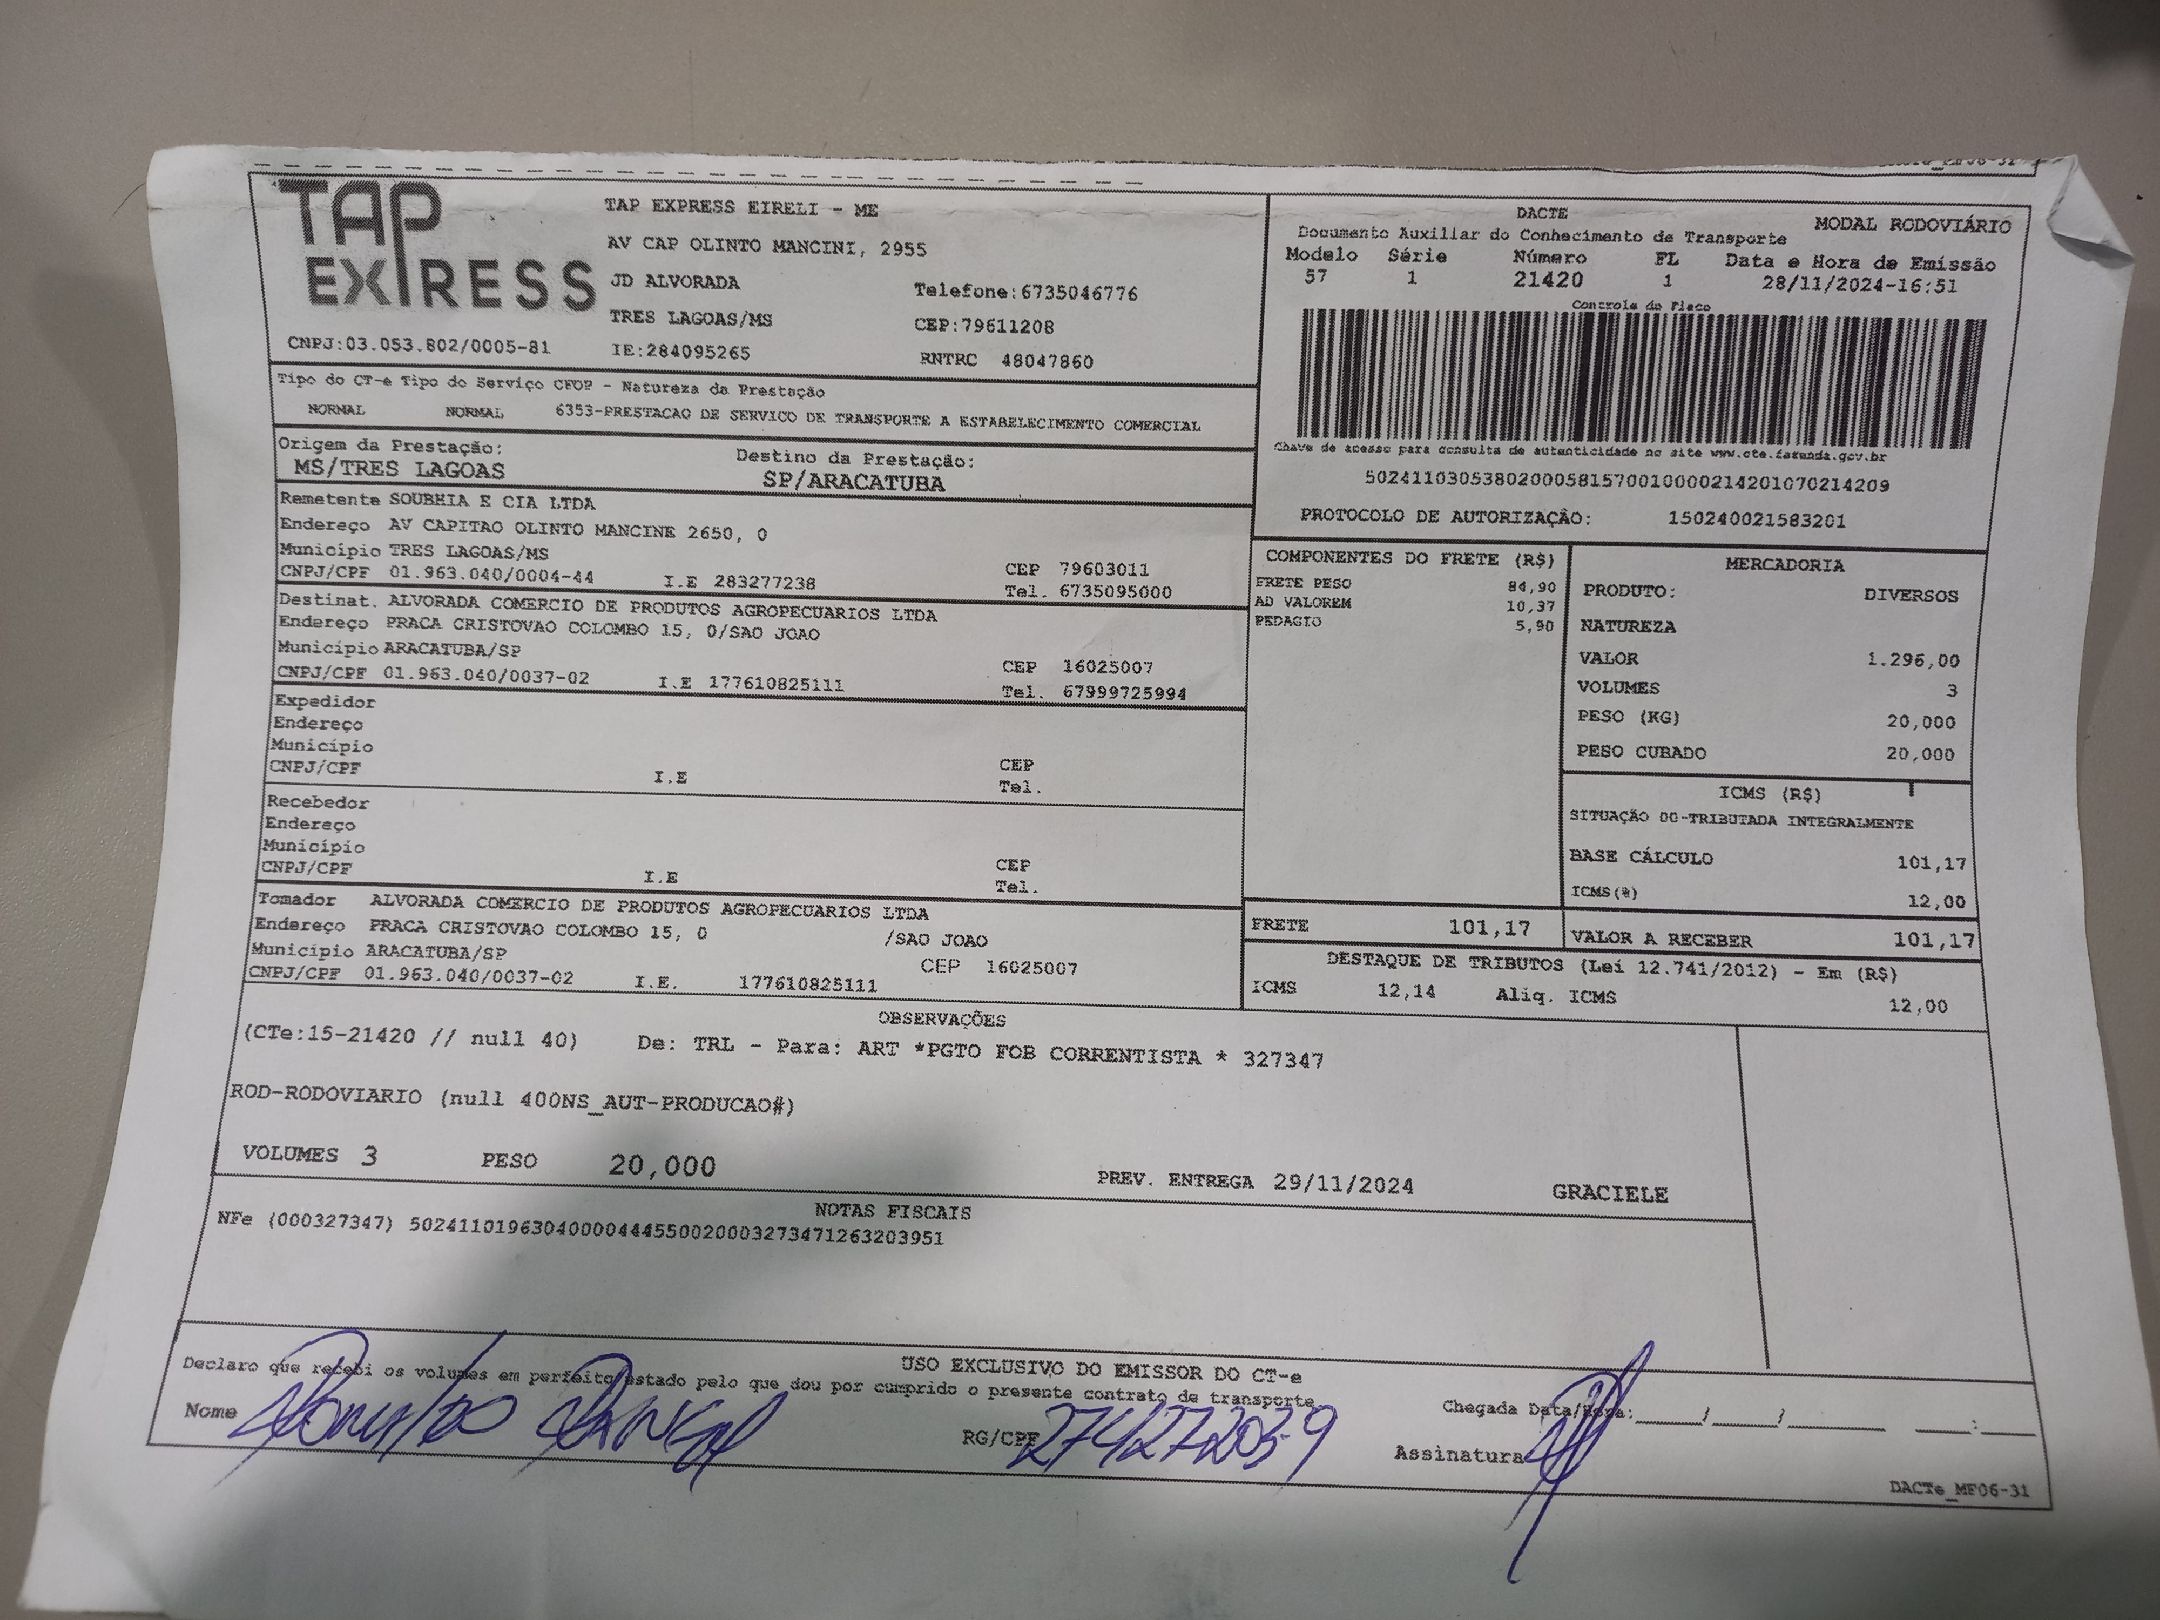 TAP EXPRESS
TAP EXPRESS EIRELI - ME
AV CAP OLINTO MANCINI, 2955
JD ALVORADA Telefone:6735046776
TRES LAGOAS/MS CEP:79611208
CNPJ:03.053.802/0005-81 IE:284095265 RNTRC 48047860
DACTE MODAL RODOVIÁRIO
Documento Auxiliar do Conhecimento de Transporte
Modelo Série Número FL Data e Hora de Emissão
57 1 21420 1 28/11/2024-16:51
Controle do Fisco
Chave de acesso para consulta de autenticidade no site www.cte.fazenda.gov.br
50241103053802000581570010000214201070214209
PROTOCOLO DE AUTORIZAÇÃO: 150240021583201
Tipo do CT-e Tipo do Serviço CFOP - Natureza da Prestação
NORMAL NORMAL 6353-PRESTACAO DE SERVICO DE TRANSPORTE A ESTABELECIMENTO COMERCIAL
Origem da Prestação: Destino da Prestação:
MS/TRES LAGOAS SP/ARACATUBA
Remetente SOUBHIA E CIA LTDA
Endereço AV CAPITAO OLINTO MANCINE 2650, 0
Município TRES LAGOAS/MS CEP 79603011
CNPJ/CPF 01.963.040/0004-44 I.E 283277238 Tel. 6735095000
Destinat. ALVORADA COMERCIO DE PRODUTOS AGROPECUARIOS LTDA
Endereço PRACA CRISTOVAO COLOMBO 15, 0/SAO JOAO
Município ARACATUBA/SP CEP 16025007
CNPJ/CPF 01.963.040/0037-02 I.E 177610825111 Tel. 67999725994
Expedidor
Endereço
Município CEP
CNPJ/CPF I.E Tel.
Recebedor
Endereço
Município CEP
CNPJ/CPF I.E Tel.
Tomador ALVORADA COMERCIO DE PRODUTOS AGROPECUARIOS LTDA
Endereço PRACA CRISTOVAO COLOMBO 15, 0 /SAO JOAO
Município ARACATUBA/SP CEP 16025007
CNPJ/CPF 01.963.040/0037-02 I.E. 177610825111
COMPONENTES DO FRETE (R$)
FRETE PESO 84,90
AD VALOREM 10,37
PEDAGIO 5,90
FRETE 101,17
MERCADORIA
PRODUTO: DIVERSOS
NATUREZA
VALOR 1.296,00
VOLUMES 3
PESO (KG) 20,000
PESO CUBADO 20,000
ICMS (R$)
SITUAÇÃO 00-TRIBUTADA INTEGRALMENTE
BASE CÁLCULO 101,17
ICMS(%) 12,00
VALOR A RECEBER 101,17
DESTAQUE DE TRIBUTOS (Lei 12.741/2012) - Em (R$)
ICMS 12,14 Aliq. ICMS 12,00
OBSERVAÇÕES
(CTe:15-21420 // null 40) De: TRL - Para: ART *PGTO FOB CORRENTISTA * 327347
ROD-RODOVIARIO (null 400NS_AUT-PRODUCAO#)
VOLUMES 3 PESO 20,000 PREV. ENTREGA 29/11/2024 GRACIELE
NOTAS FISCAIS
NFe (000327347) 50241101963040000444550020003273471263203951
USO EXCLUSIVO DO EMISSOR DO CT-e
Declaro que recebi os volumes em perfeito estado pelo que dou por cumprido o presente contrato de transporte
Chegada Data/Hora:
Nome RG/CPF 27427203-9 Assinatura
DACTe_MF06-31